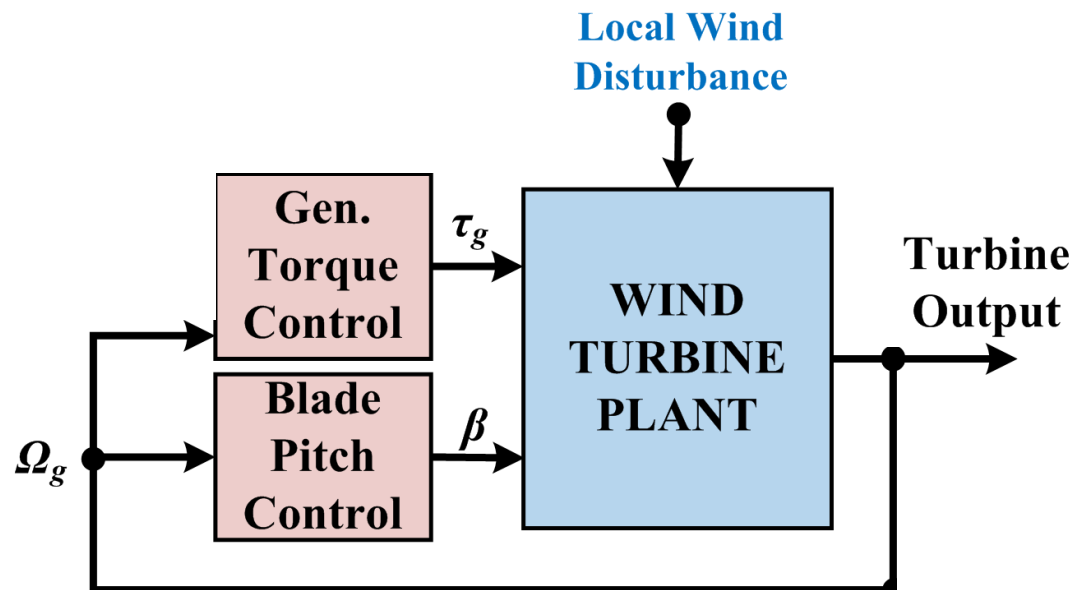 Local Wind
Disturbance
Gen.
Torque
Control
τg
WIND
TURBINE
PLANT
Turbine
Output
Blade
Pitch
Control
β
Ωg